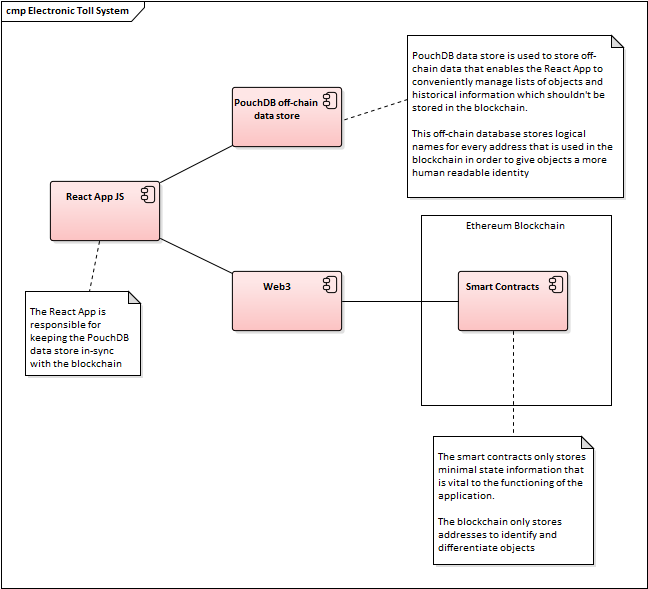 cmp Electronic Toll System
PouchDB data store is used to store off-
chain data that enables the React App to
conveniently manage lists of objects and
historical information which shouldn't be
stored in the blockchain.
This off-chain database stores logical
names for every address that is used in the
blockchain in order to give objects a more
human readable identity
PouchDB off-chain
data store
React App JS
Ethereum Blockchain
Web3
Smart Contracts
The React App is
responsible for
keeping the PouchDB
data store in-sync
with the blockchain
The smart contracts only stores
minimal state information that
is vital to the functioning of the
application.
The blockchain only stores
addresses to identify and
differentiate objects